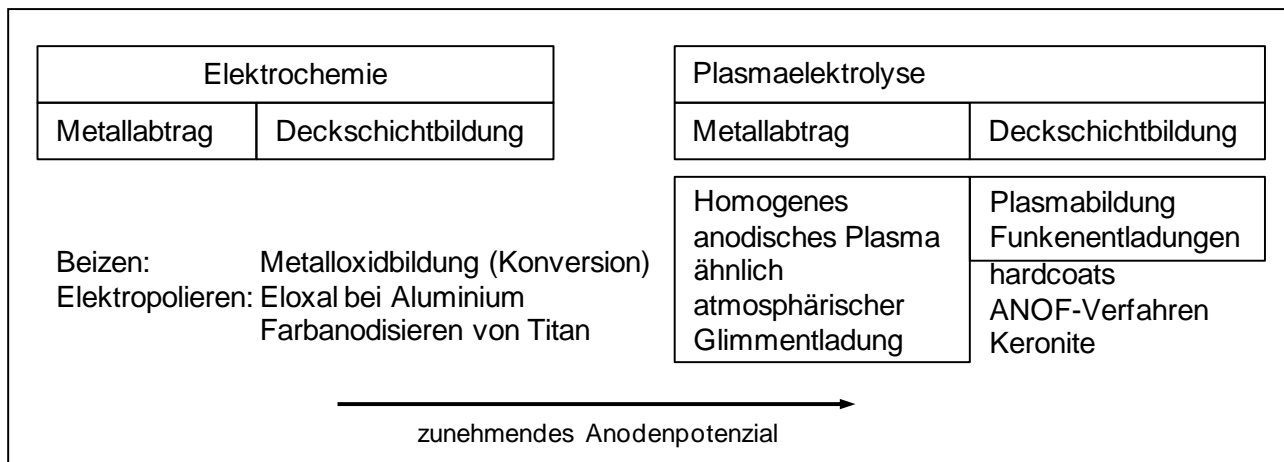 Elektrochemie
Metallabtrag
Deckschichtbildung
Beizen:
Metalloxidbildung (Konversion)
Elektropolieren:
Eloxal bei Aluminium
Farbanodisieren von Titan
Plasmaelektrolyse
Metallabtrag
Deckschichtbildung
Homogenes
anodisches Plasma
ähnlich
atmosphärischer
Glimmentladung
Plasmabildung
Funkenentladungen
hardcoats
ANOF-Verfahren
Keronite
zunehmendes Anodenpotenzial